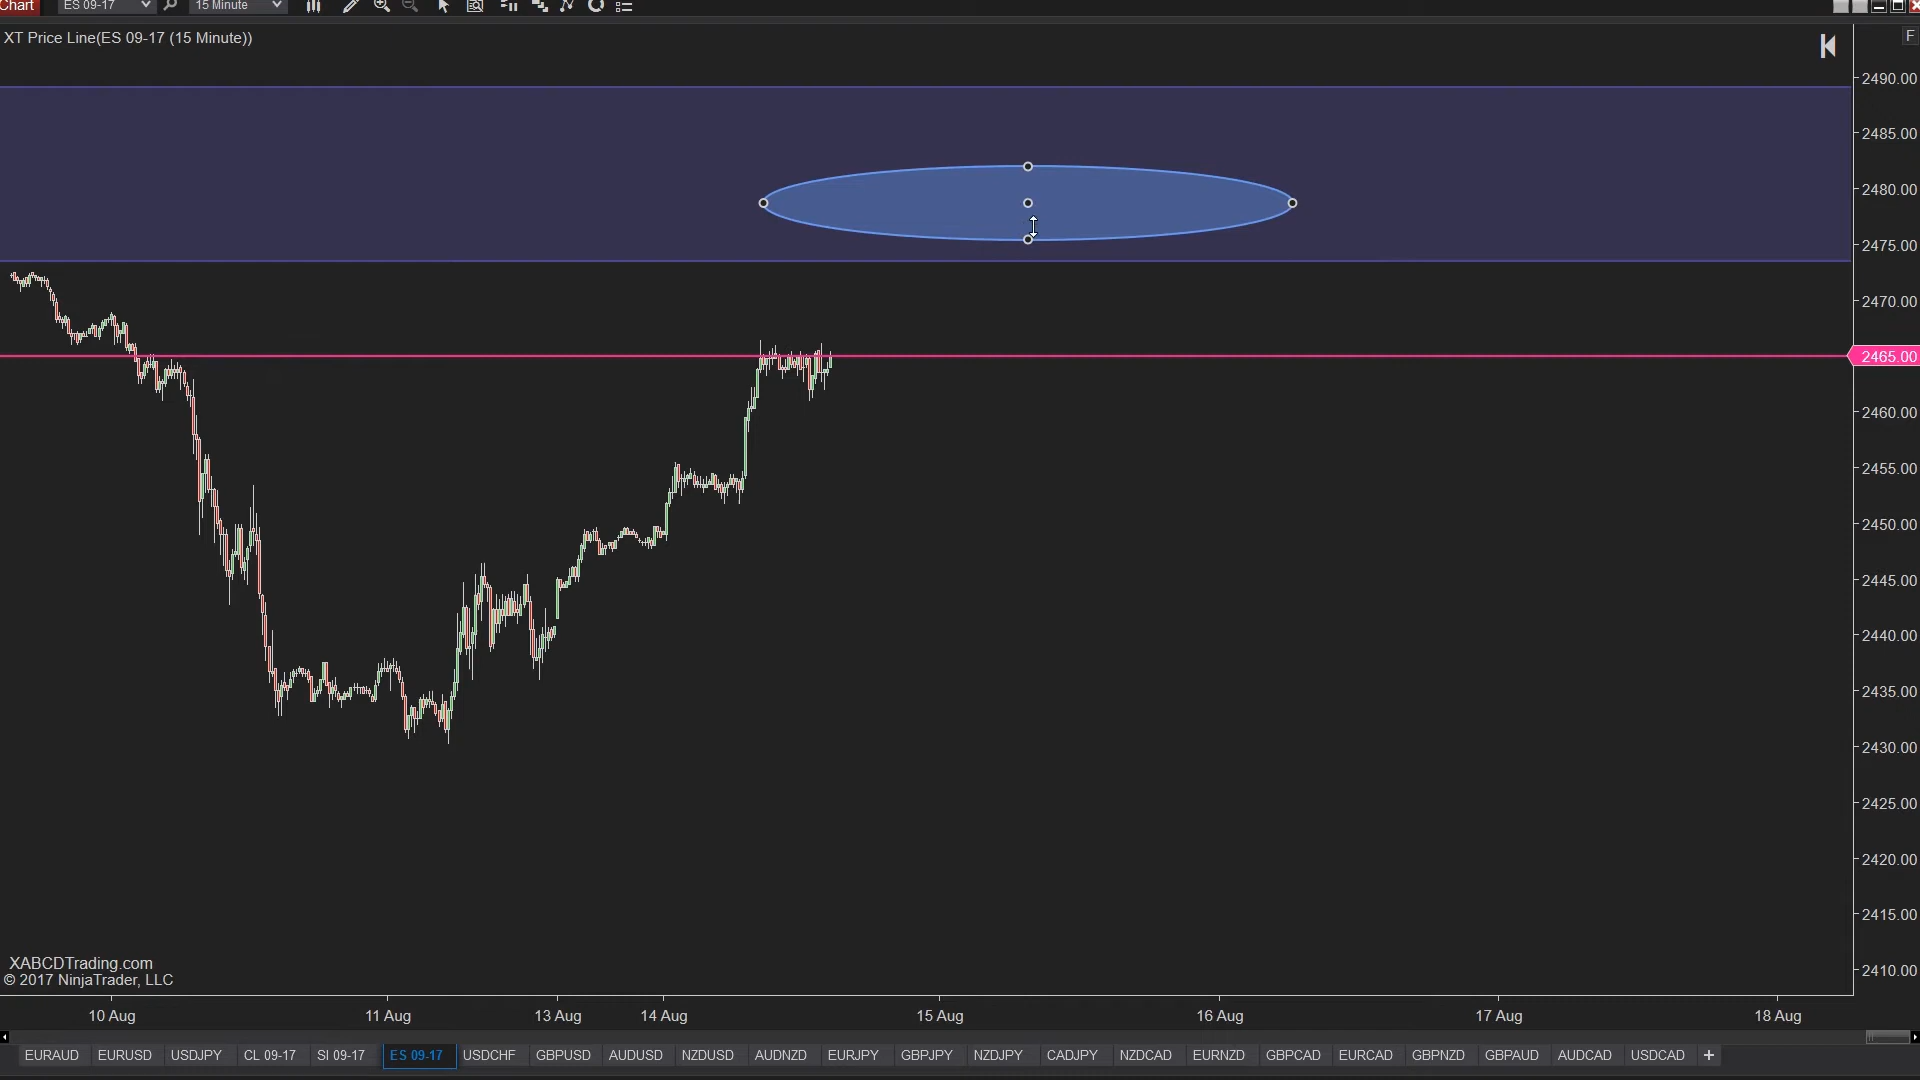 Chart ES 09-17 15 Minute
XT Price Line(ES 09-17 (15 Minute))
F
2490.00
2485.00
2480.00
2475.00
2470.00
2465.00
2460.00
2455.00
2450.00
2445.00
2440.00
2435.00
2430.00
2425.00
2420.00
2415.00
2410.00
XABCDTrading.com
© 2017 NinjaTrader, LLC
10 Aug 11 Aug 13 Aug 14 Aug 15 Aug 16 Aug 17 Aug 18 Aug
EURAUD EURUSD USDJPY CL 09-17 SI 09-17 ES 09-17 USDCHF GBPUSD AUDUSD NZDUSD AUDNZD EURJPY GBPJPY NZDJPY CADJPY NZDCAD EURNZD GBPCAD EURCAD GBPNZD GBPAUD AUDCAD USDCAD +